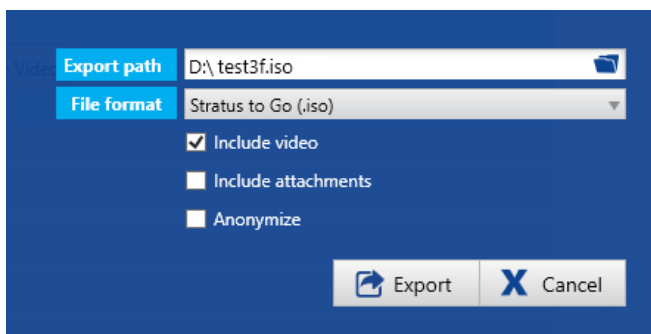 Export path D:\ test3f.iso
File format Stratus to Go (.iso)
Include video
Include attachments
Anonymize
Export Cancel